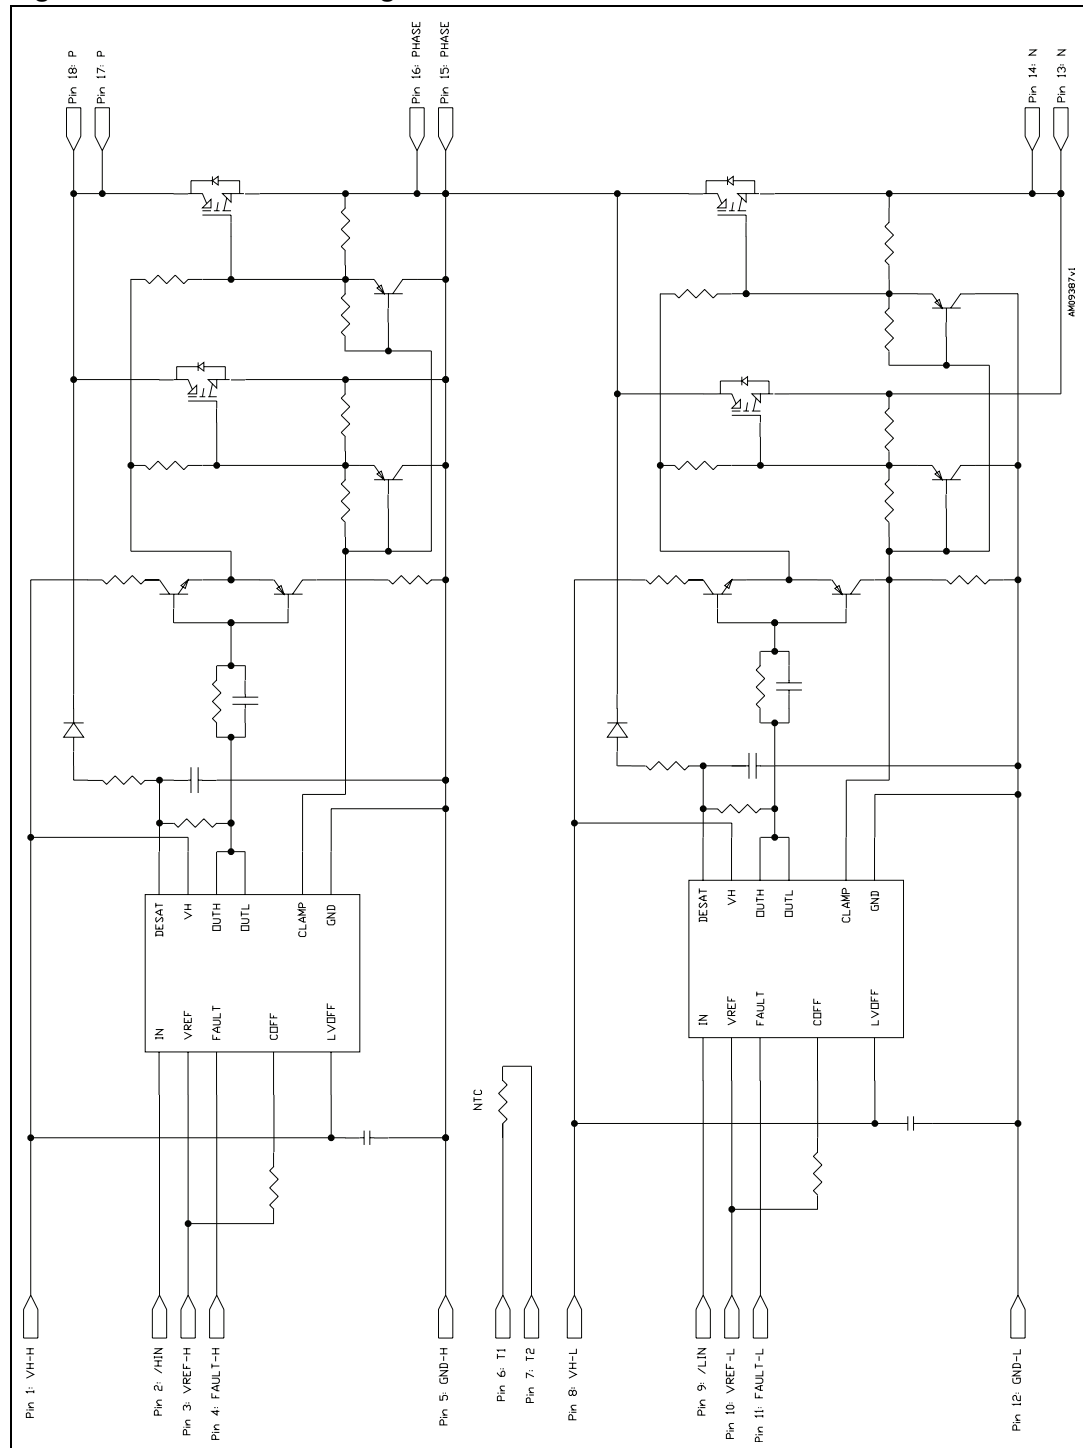 Pin 18: P
Pin 17: P
Pin 16: PHASE
Pin 15: PHASE
Pin 14: N
Pin 13: N
AM09387v1
DESAT
VH
OUTH
OUTL
CLAMP
GND
IN
VREF
FAULT
COFF
LVOFF
DESAT
VH
OUTH
OUTL
CLAMP
GND
IN
VREF
FAULT
COFF
LVOFF
NTC
Pin 1: VH-H
Pin 2: /HIN
Pin 3: VREF-H
Pin 4: FAULT-H
Pin 5: GND-H
Pin 6: T1
Pin 7: T2
Pin 8: VH-L
Pin 9: /LIN
Pin 10: VREF-L
Pin 11: FAULT-L
Pin 12: GND-L